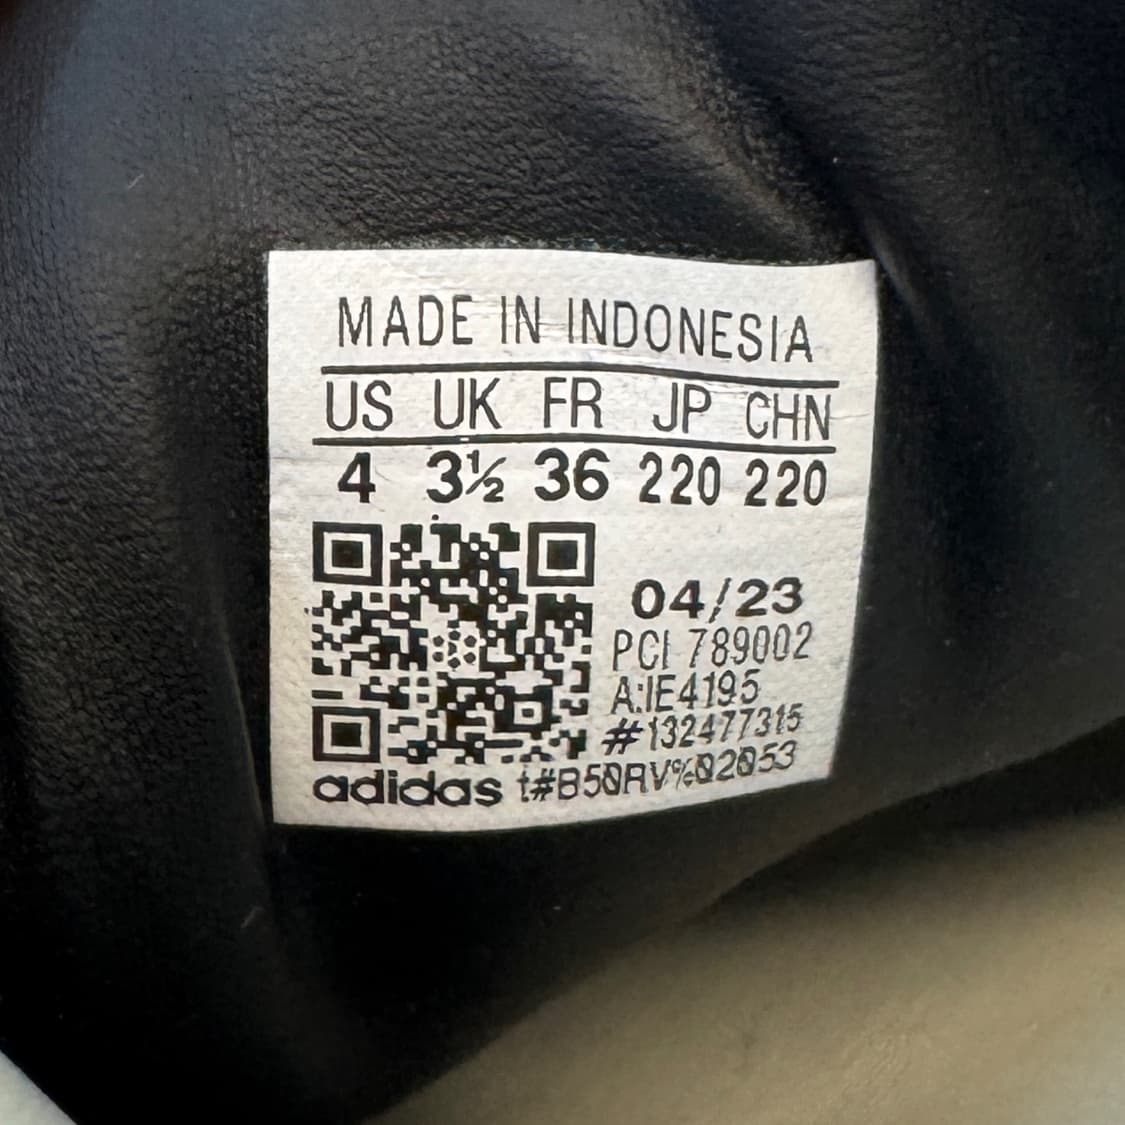 MADE IN INDONESIA
US UK FR JP CHN
4 3½ 36 220 220
04/23
PCI 789002
A:IE4195
#132477315
adidas t#B50RV%02053